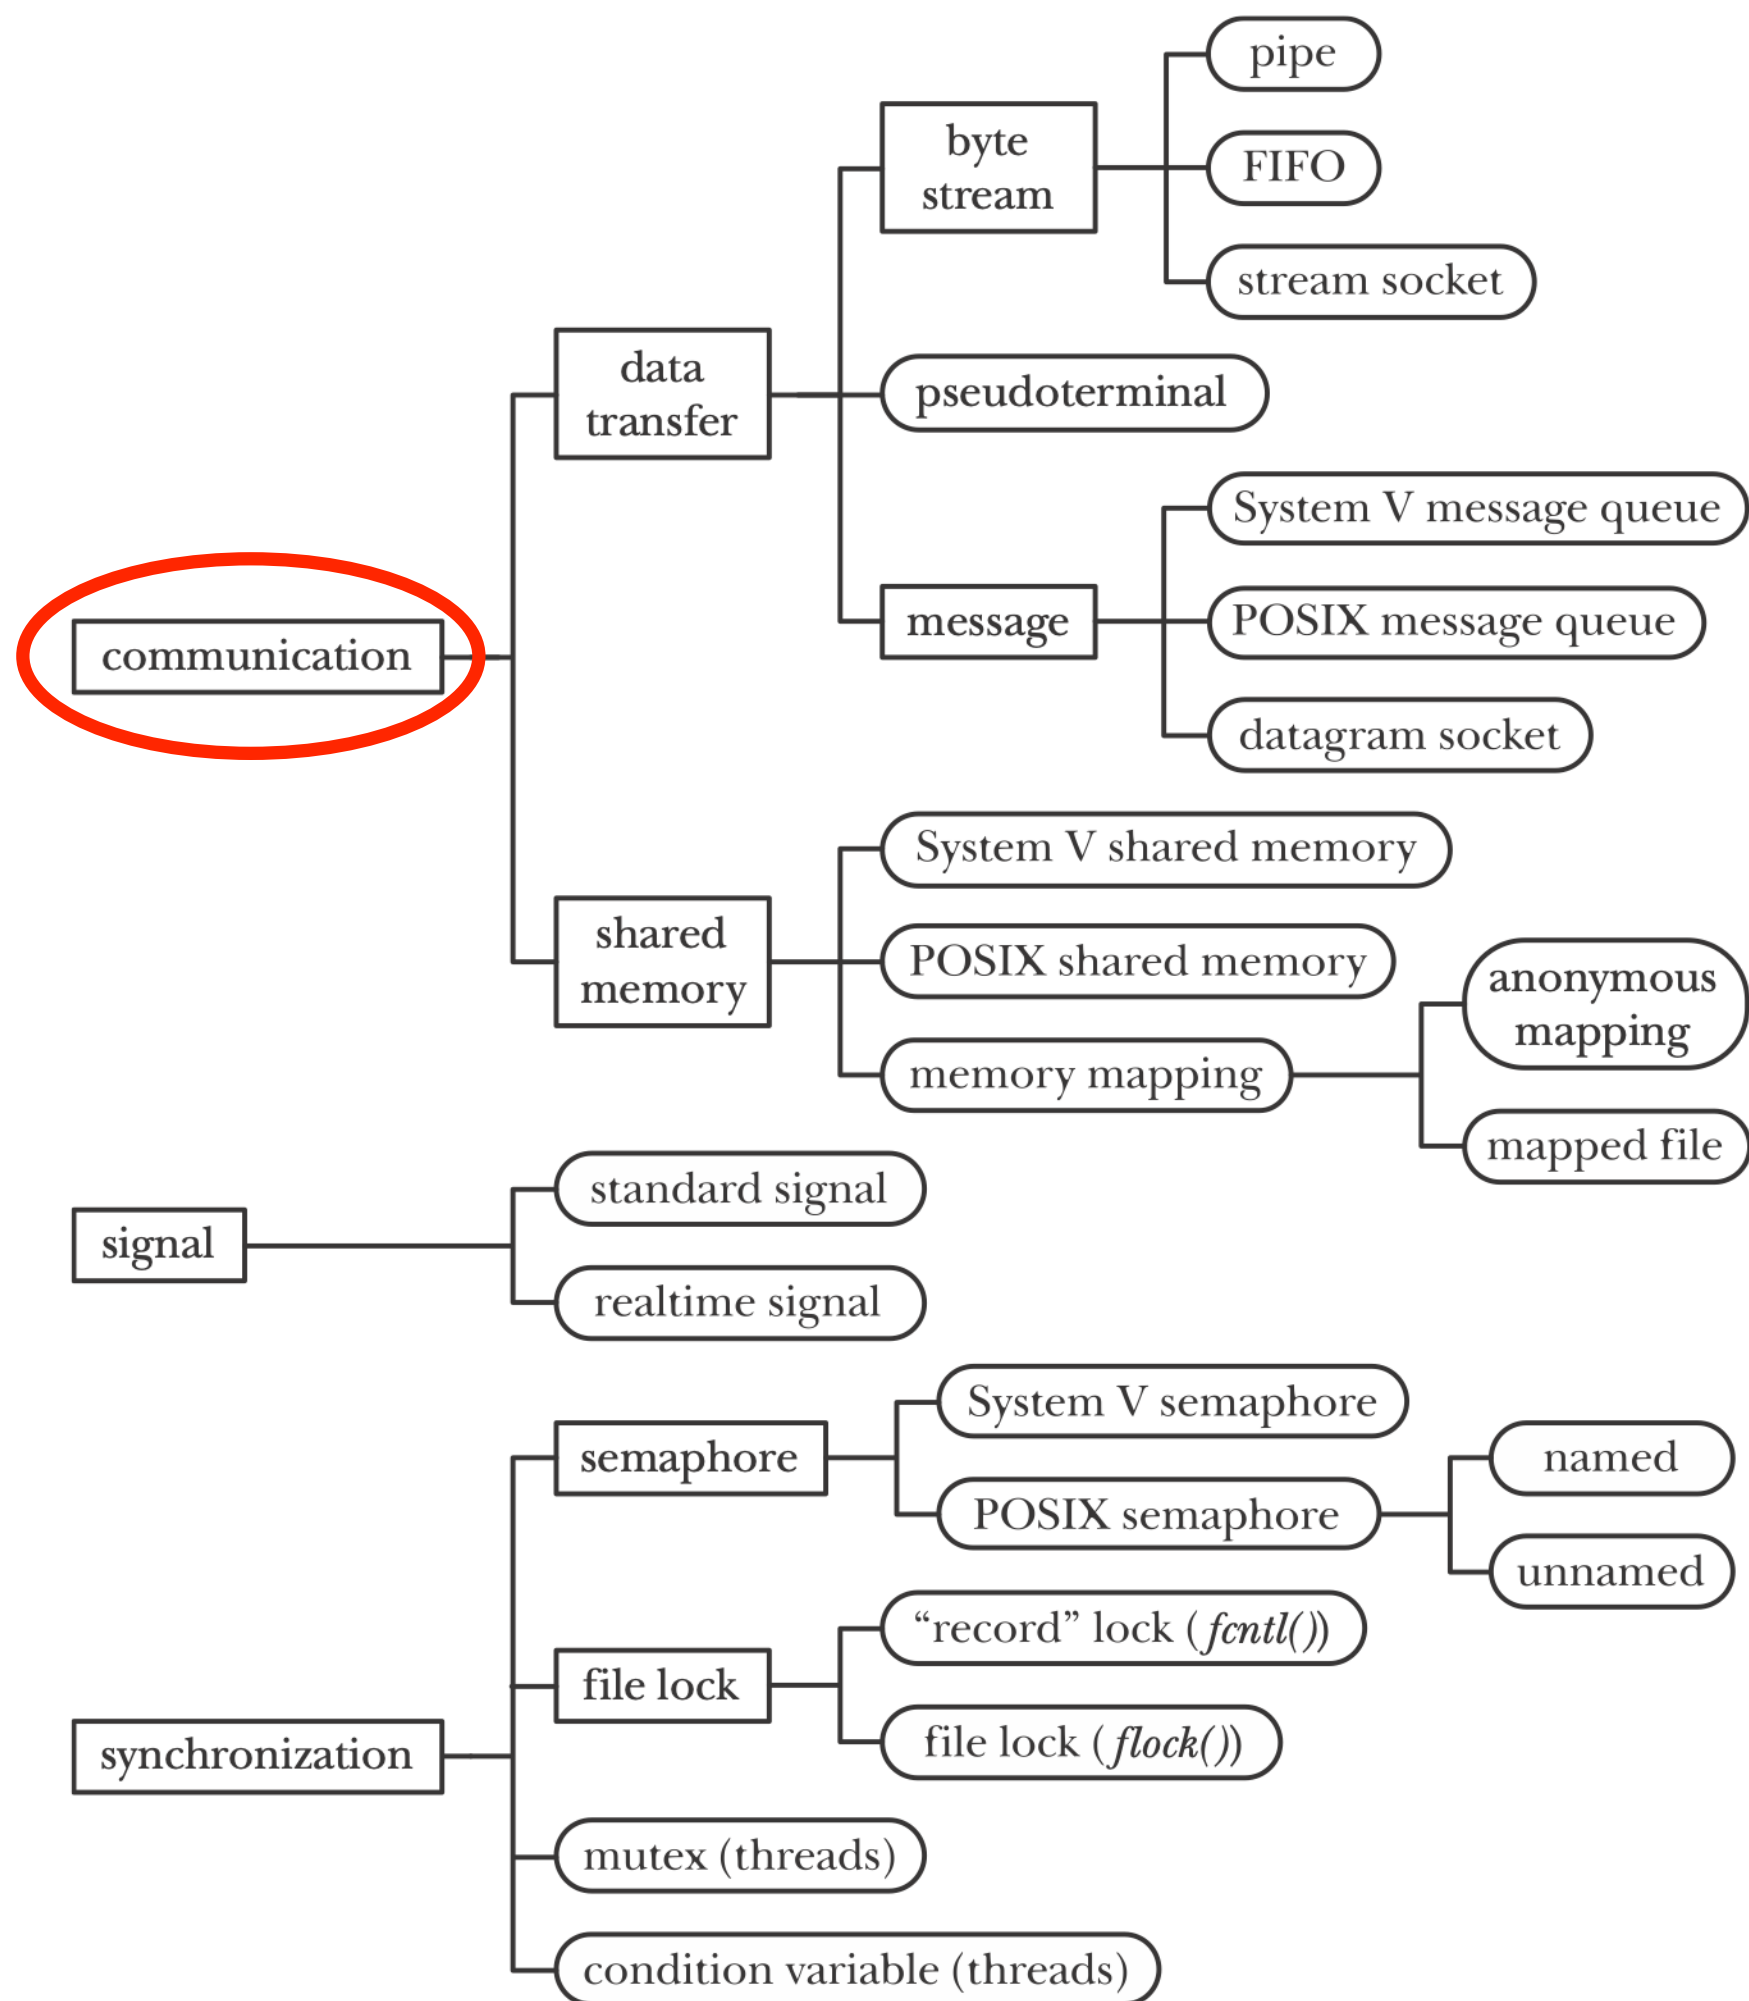 pipe
byte
stream
FIFO
stream socket
data
transfer
pseudoterminal
System V message queue
message
POSIX message queue
communication
datagram socket
System V shared memory
shared
memory
POSIX shared memory
anonymous
mapping
memory mapping
mapped file
standard signal
signal
realtime signal
System V semaphore
semaphore
named
POSIX semaphore
unnamed
“record” lock (fcntl())
file lock
file lock (flock())
synchronization
mutex (threads)
condition variable (threads)